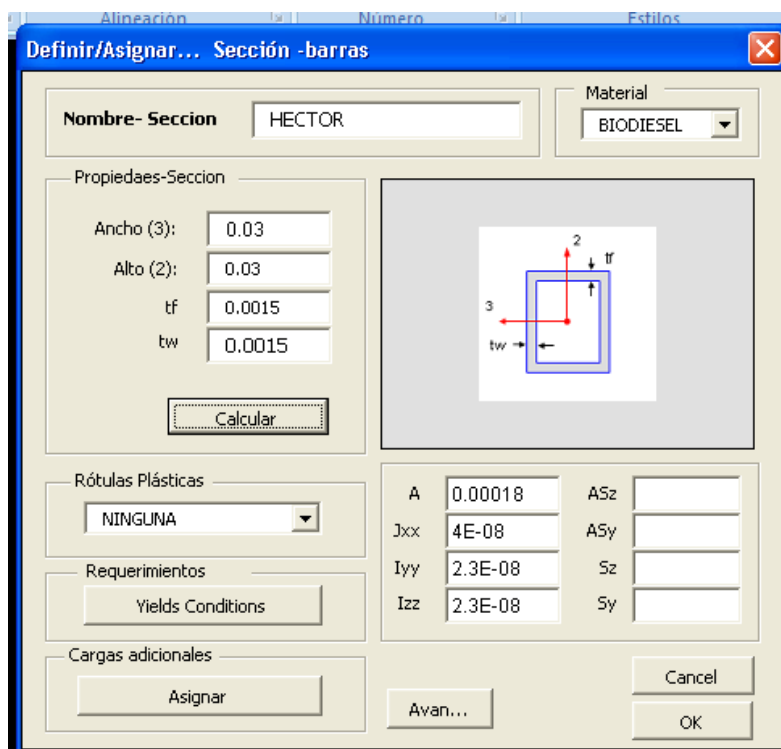 Alineación Número Estilos
Definir/Asignar... Sección -barras
Nombre- Seccion HECTOR
Material
BIODIESEL
Propiedaes-Seccion
Ancho (3): 0.03
Alto (2): 0.03
tf 0.0015
tw 0.0015
Calcular
2
tf
3
tw
Rótulas Plásticas
NINGUNA
A 0.00018 ASz
Jxx 4E-08 ASy
Iyy 2.3E-08 Sz
Izz 2.3E-08 Sy
Requerimientos
Yields Conditions
Cargas adicionales
Asignar
Avan...
Cancel
OK